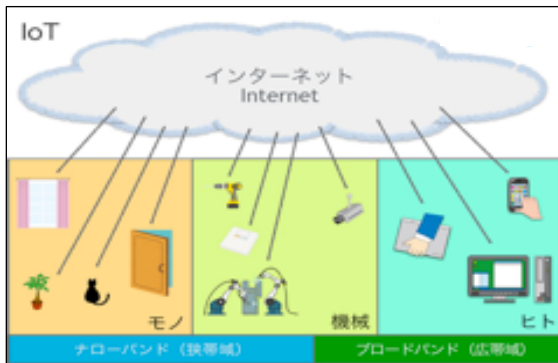 IoT
インターネット
Internet
モノ
機械
ヒト
ナローバンド（狭帯域）
ブロードバンド（広帯域）